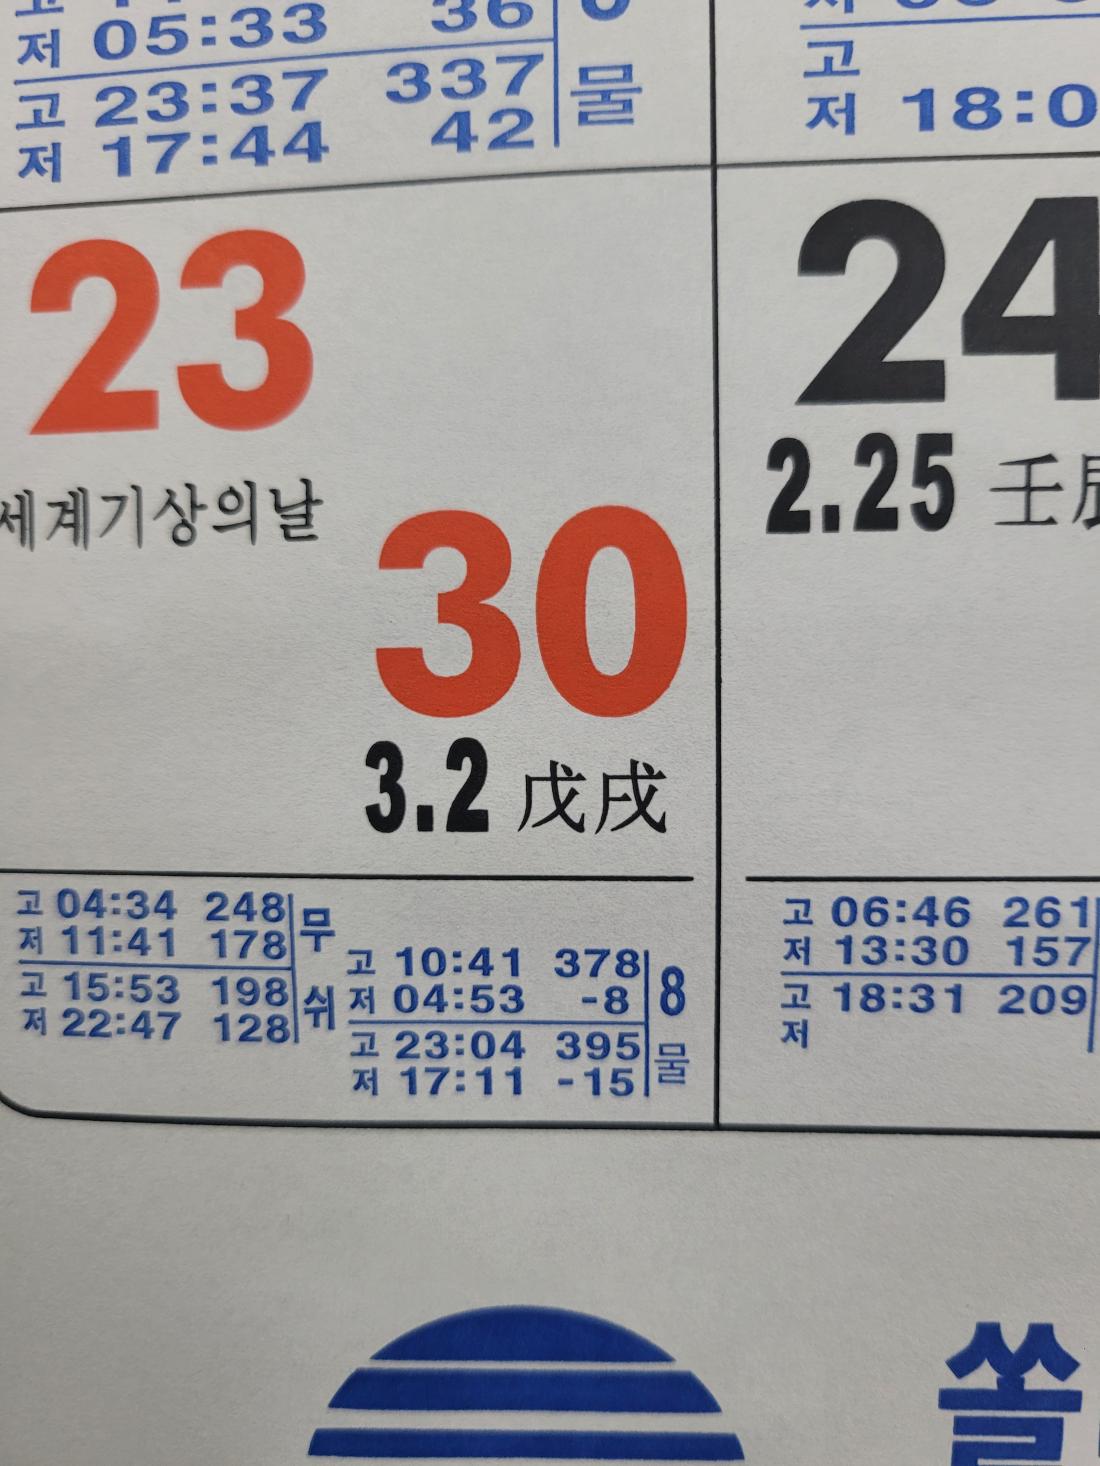 저 05:33 36
고 23:37 337 물
저 17:44 42
고
저 18:0
23
세계기상의날
30
3.2 戊戌
24
2.25 壬辰
고 04:34 248 무
저 11:41 178
고 15:53 198 쉬
저 22:47 128
고 10:41 378 8
저 04:53 -8
고 23:04 395 물
저 17:11 -15
고 06:46 261
저 13:30 157
고 18:31 209
저
쏠